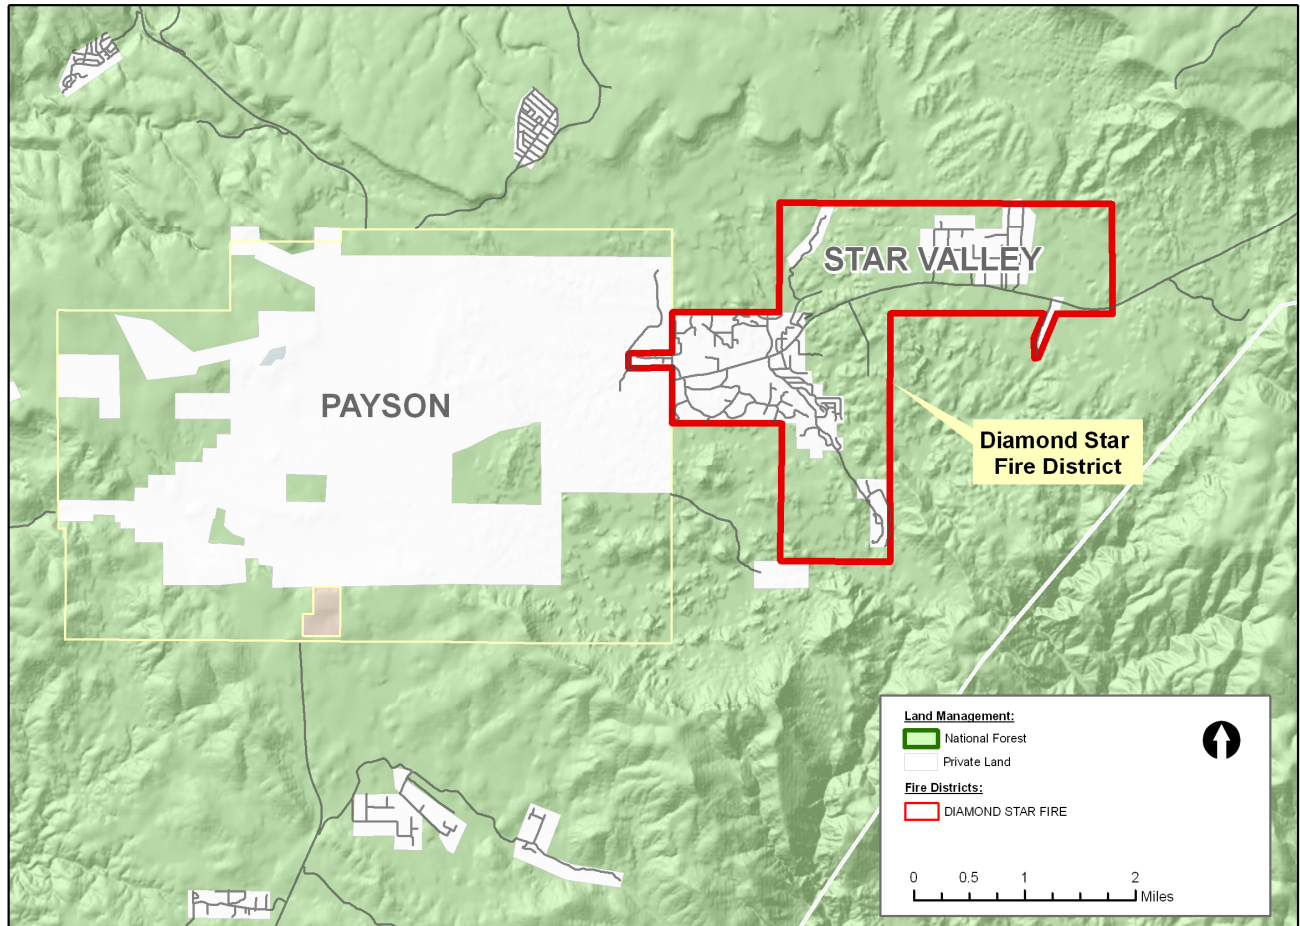 STAR VALLEY
PAYSON
Diamond Star
Fire District
Land Management:
National Forest
Private Land
Fire Districts:
DIAMOND STAR FIRE
0 0.5 1 2
Miles